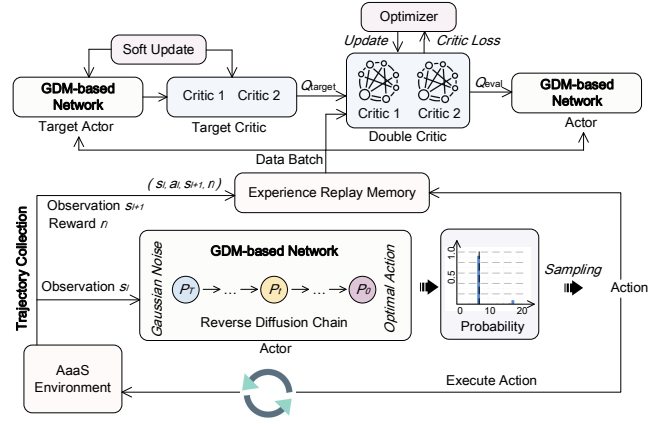 Optimizer
Soft Update
Update
Critic Loss
GDM-based
Network
Target Actor
Critic 1 Critic 2
Target Critic
Qtarget
Critic 1 Critic 2
Double Critic
Qeval
GDM-based
Network
Actor
Data Batch
(si, ai, si+1, ri)
Experience Replay Memory
Trajectory Collection
Observation si+1
Reward ri
Observation si
Gaussian Noise
GDM-based Network
PT ... Pt ... P0
Reverse Diffusion Chain
Optimal Action
Actor
1.0
0.5
0 10 20
Probability
Sampling
Action
AaaS
Environment
Execute Action